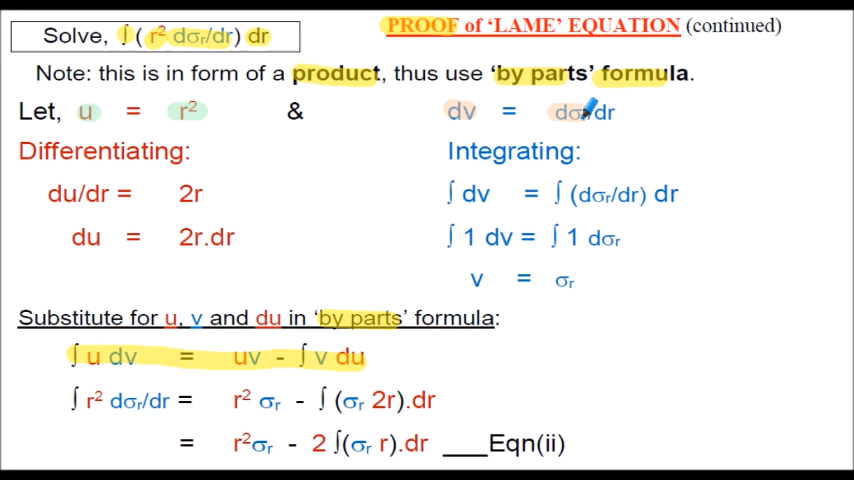 Solve, ∫ ( r² dσᵣ/dr) dr
PROOF of ‘LAME’ EQUATION (continued)
Note: this is in form of a product, thus use ‘by parts’ formula.
Let, u = r² & dv = dσᵣ/dr
Differentiating: Integrating:
du/dr = 2r ∫ dv = ∫ (dσᵣ/dr) dr
du = 2r.dr ∫ 1 dv = ∫ 1 dσᵣ
v = σᵣ
Substitute for u, v and du in ‘by parts’ formula:
∫ u dv = uv - ∫ v du
∫ r² dσᵣ/dr = r² σᵣ - ∫ (σᵣ 2r).dr
= r²σᵣ - 2 ∫(σᵣ r).dr ___Eqn(ii)